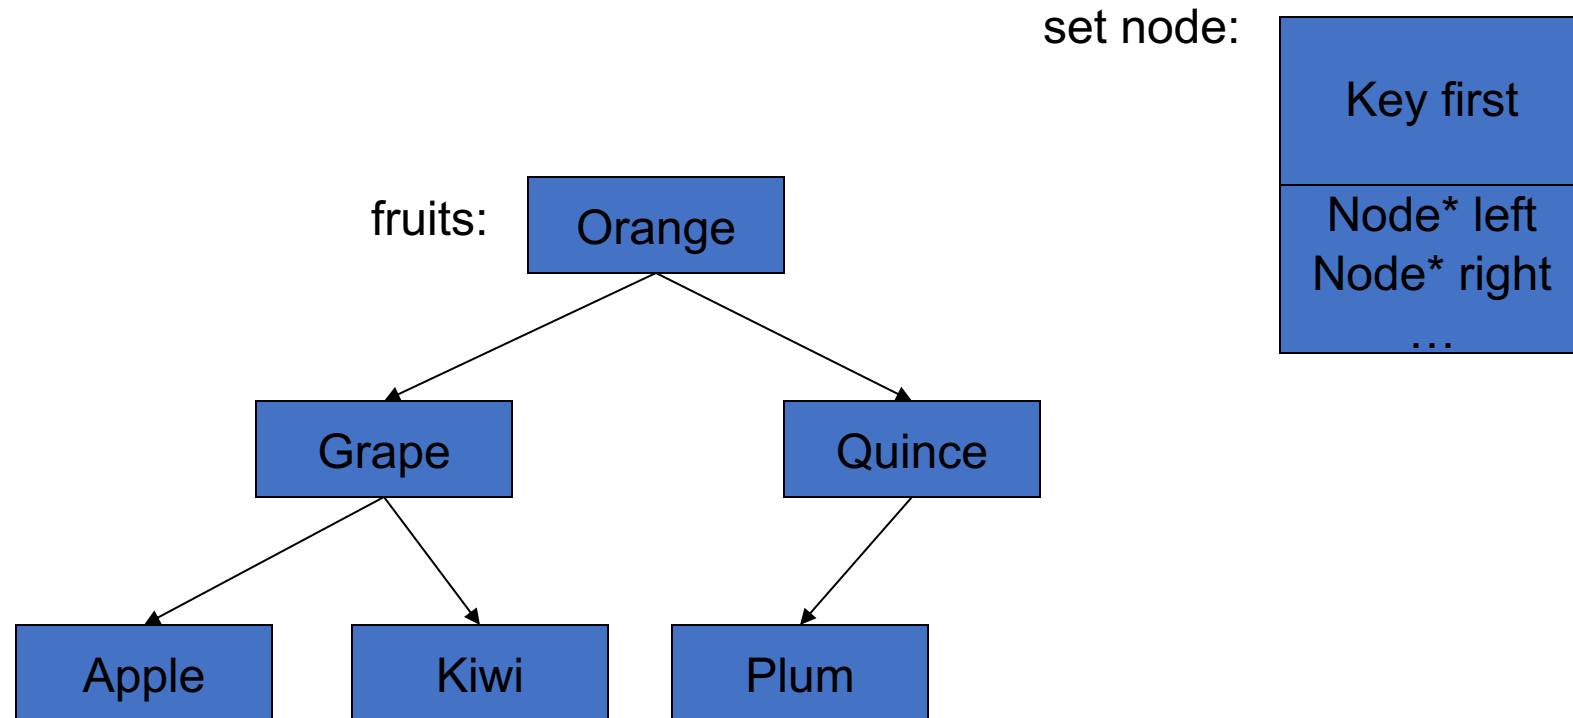 set node:
Key first
Node* left
Node* right
…
fruits:
Orange
Grape
Quince
Apple
Kiwi
Plum